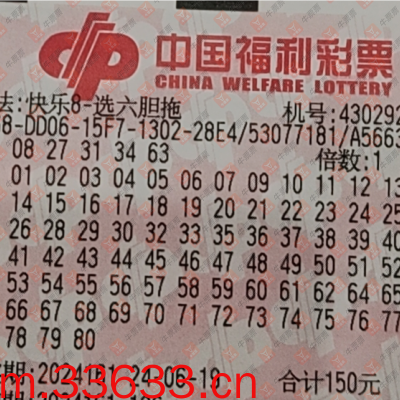 中国福利彩票
CHINA WELFARE LOTTERY
法:快乐8-选六胆拖 机号:430292
8-DD06-15F7-1302-28E4/53077181/A5663
08 27 31 34 63 倍数:1
01 02 03 04 05 06 07 09 10 11 12 13
14 15 16 17 18 19 20 21 22 23 24 25
26 28 29 30 32 33 35 36 37 38 39 40
41 42 43 44 45 46 47 48 49 50 51 52
53 54 55 56 57 58 59 60 61 62 64 65
66 67 68 69 70 71 72 73 74 75 76 77
78 79 80
期:2024161 24-06-19 合计150元
m.33633.cn